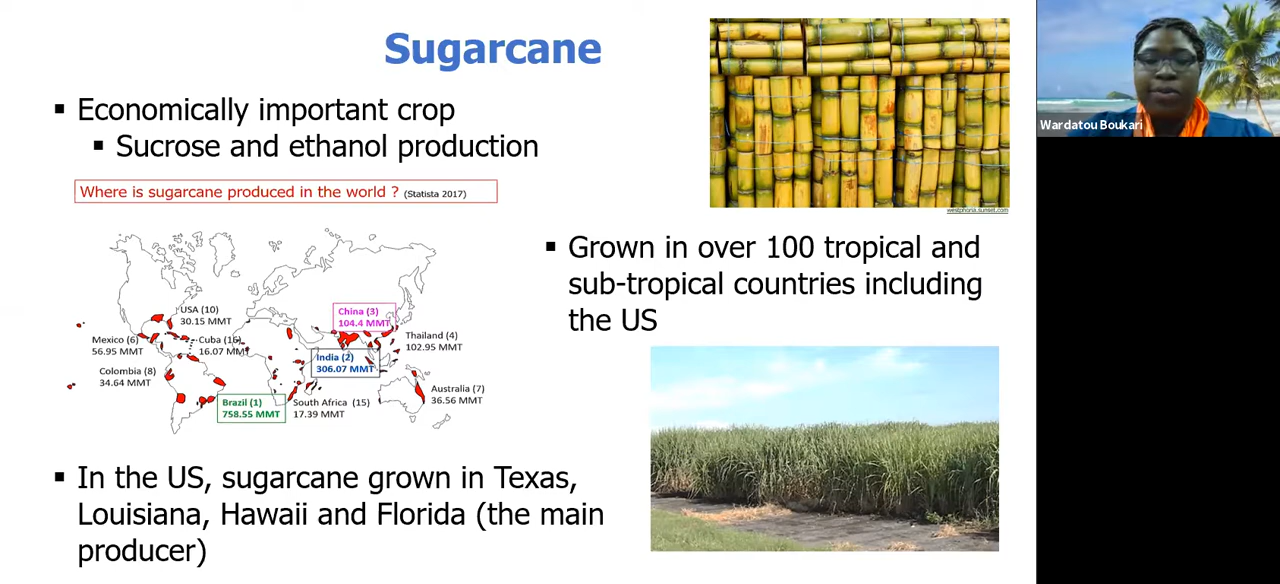 Sugarcane
▪ Economically important crop
▪ Sucrose and ethanol production
Where is sugarcane produced in the world ? (Statista 2017)
USA (10)
30.15 MMT
China (3)
104.4 MMT
Mexico (6)
56.95 MMT
Cuba (16)
16.07 MMT
Thailand (4)
102.95 MMT
India (2)
306.07 MMT
Colombia (8)
34.64 MMT
Australia (7)
36.56 MMT
Brazil (1)
758.55 MMT
South Africa (15)
17.39 MMT
▪ In the US, sugarcane grown in Texas,
Louisiana, Hawaii and Florida (the main
producer)
westphoria.sunset.com
▪ Grown in over 100 tropical and
sub-tropical countries including
the US
Wardatou Boukari